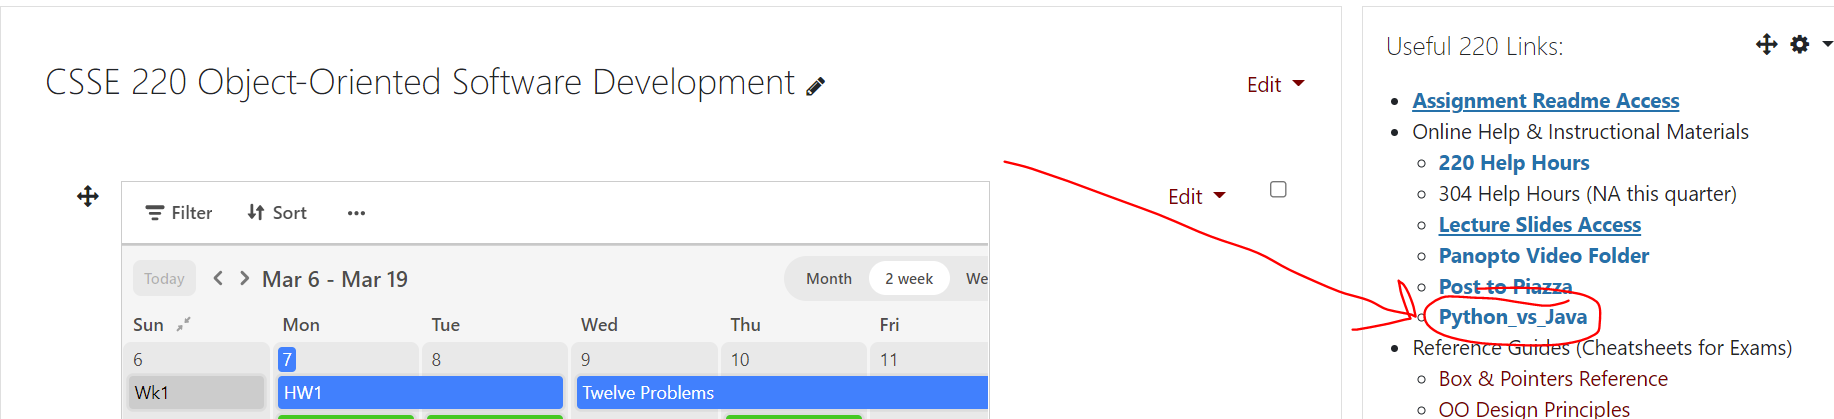 CSSE 220 Object-Oriented Software Development
Edit
Filter
Sort
Edit
Today
Mar 6 - Mar 19
Month
2 week
We
Sun
Mon
Tue
Wed
Thu
Fri
6
7
8
9
10
11
Wk1
HW1
Twelve Problems
Useful 220 Links:
Assignment Readme Access
Online Help & Instructional Materials
220 Help Hours
304 Help Hours (NA this quarter)
Lecture Slides Access
Panopto Video Folder
Post to Piazza
Python_vs_Java
Reference Guides (Cheatsheets for Exams)
Box & Pointers Reference
OO Design Principles